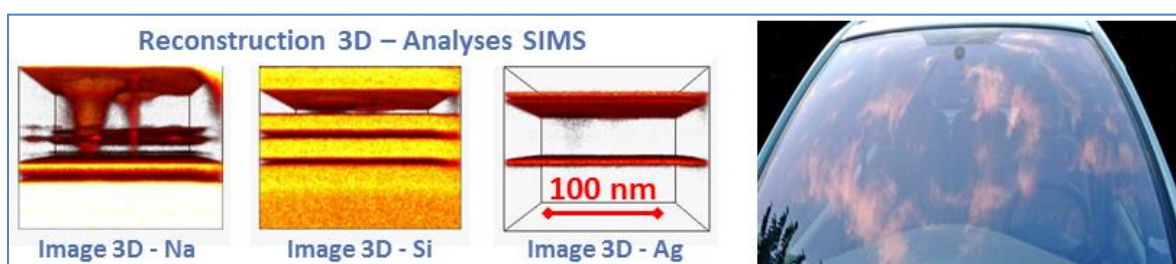 Reconstruction 3D – Analyses SIMS
100 nm
Image 3D - Na
Image 3D - Si
Image 3D - Ag